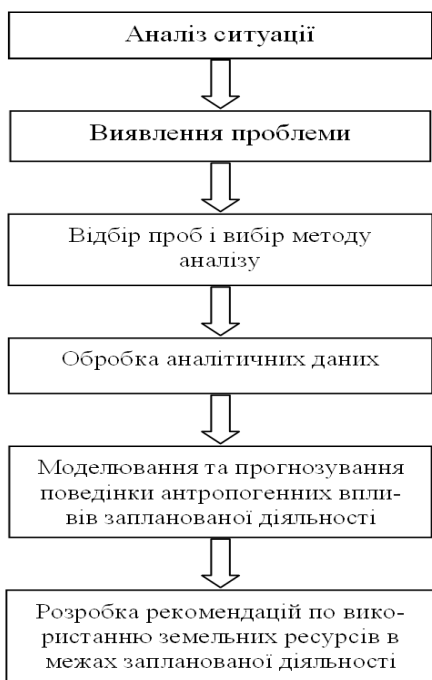 Аналіз ситуації
Виявлення проблеми
Відбір проб і вибір методу
аналізу
Обробка аналітичних даних
Моделювання та прогнозування
поведінки антропогенних впли-
вів запланованої діяльності
Розробка рекомендацій по вико-
ристанню земельних ресурсів в
межах запланованої діяльності